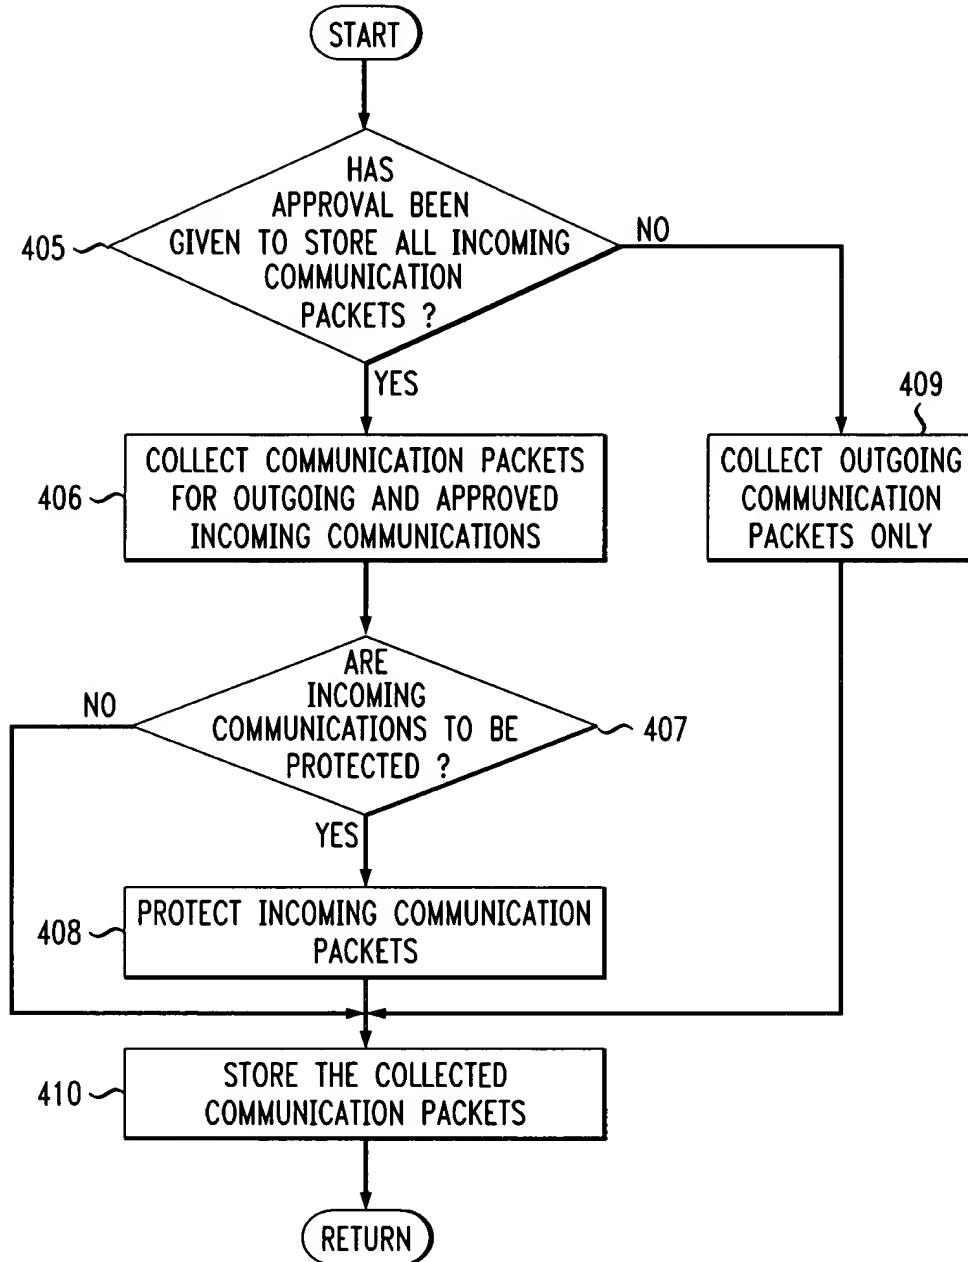 START
HAS
APPROVAL BEEN
GIVEN TO STORE ALL INCOMING
COMMUNICATION
PACKETS ?
405
NO
YES
409
COLLECT COMMUNICATION PACKETS
FOR OUTGOING AND APPROVED
INCOMING COMMUNICATIONS
406
COLLECT OUTGOING
COMMUNICATION
PACKETS ONLY
ARE
INCOMING
COMMUNICATIONS TO BE
PROTECTED ?
NO
407
YES
PROTECT INCOMING COMMUNICATION
PACKETS
408
STORE THE COLLECTED
COMMUNICATION PACKETS
410
RETURN